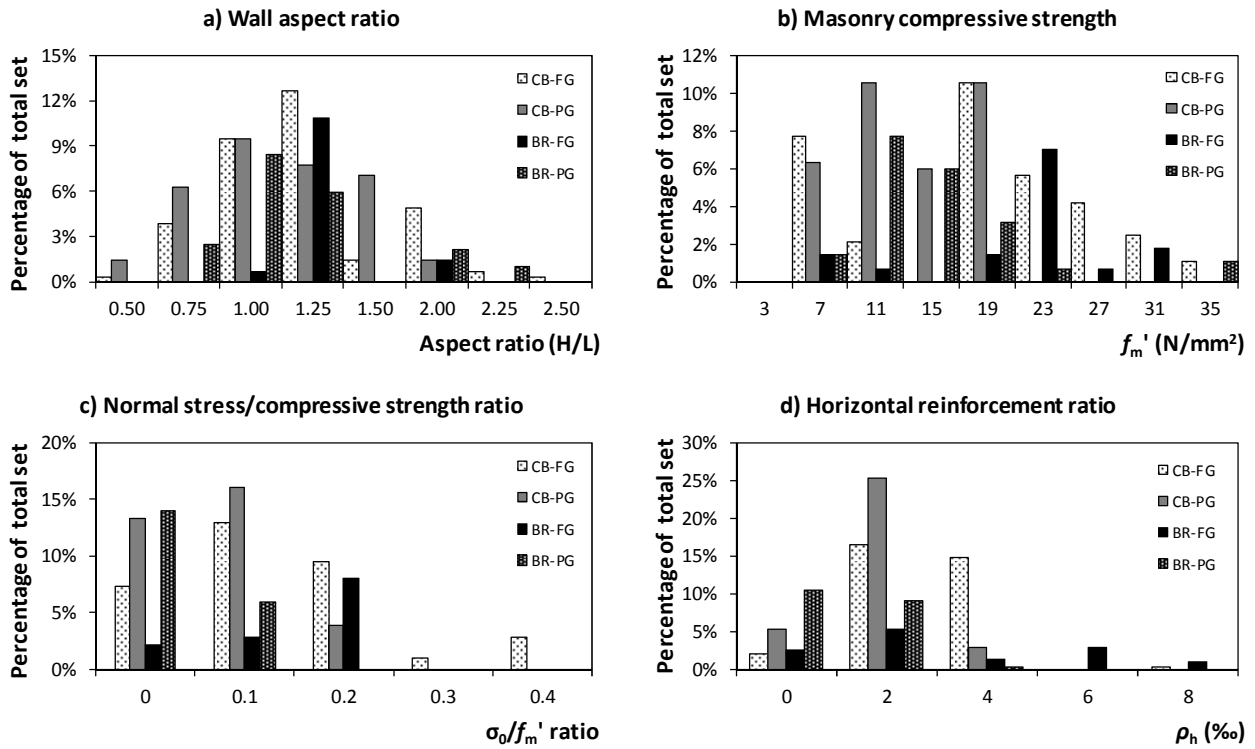 a) Wall aspect ratio
Percentage of total set
15%
12%
9%
6%
3%
0%
0.50 0.75 1.00 1.25 1.50 2.00 2.25 2.50
Aspect ratio (H/L)
CB-FG
CB-PG
BR-FG
BR-PG
b) Masonry compressive strength
Percentage of total set
12%
10%
8%
6%
4%
2%
0%
3 7 11 15 19 23 27 31 35
fm' (N/mm²)
CB-FG
CB-PG
BR-FG
BR-PG
c) Normal stress/compressive strength ratio
Percentage of total set
20%
15%
10%
5%
0%
0 0.1 0.2 0.3 0.4
σ0/fm' ratio
CB-FG
CB-PG
BR-FG
BR-PG
d) Horizontal reinforcement ratio
Percentage of total set
30%
25%
20%
15%
10%
5%
0%
0 2 4 6 8
ρh (‰)
CB-FG
CB-PG
BR-FG
BR-PG